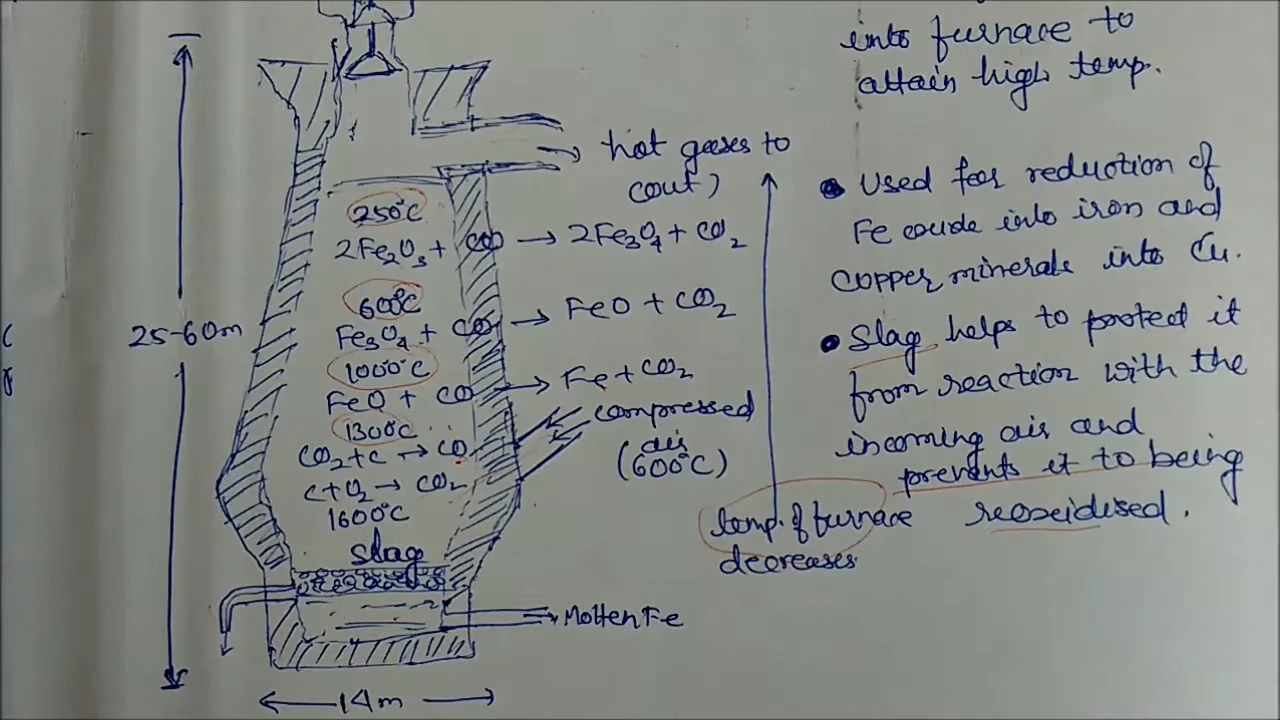 into furnace to
attain high temp.
hot gases to
(out)
250°C
2Fe₂O₃ + CO → 2Fe₃O₄ + CO₂
600°C
Fe₃O₄ + CO → FeO + CO₂
25-60m
1000°C
FeO + CO → Fe + CO₂
1300°C
compressed
air
(600°C)
CO₂+C → CO
C+O₂ → CO₂
1600°C
Slag
Molten Fe
14m
temp. of furnace
decreases
• Used for reduction of
Fe oxide into iron and
copper minerals into Cu.
• Slag helps to protect it
from reaction with the
incoming air and
prevents it to being
reoxidised.